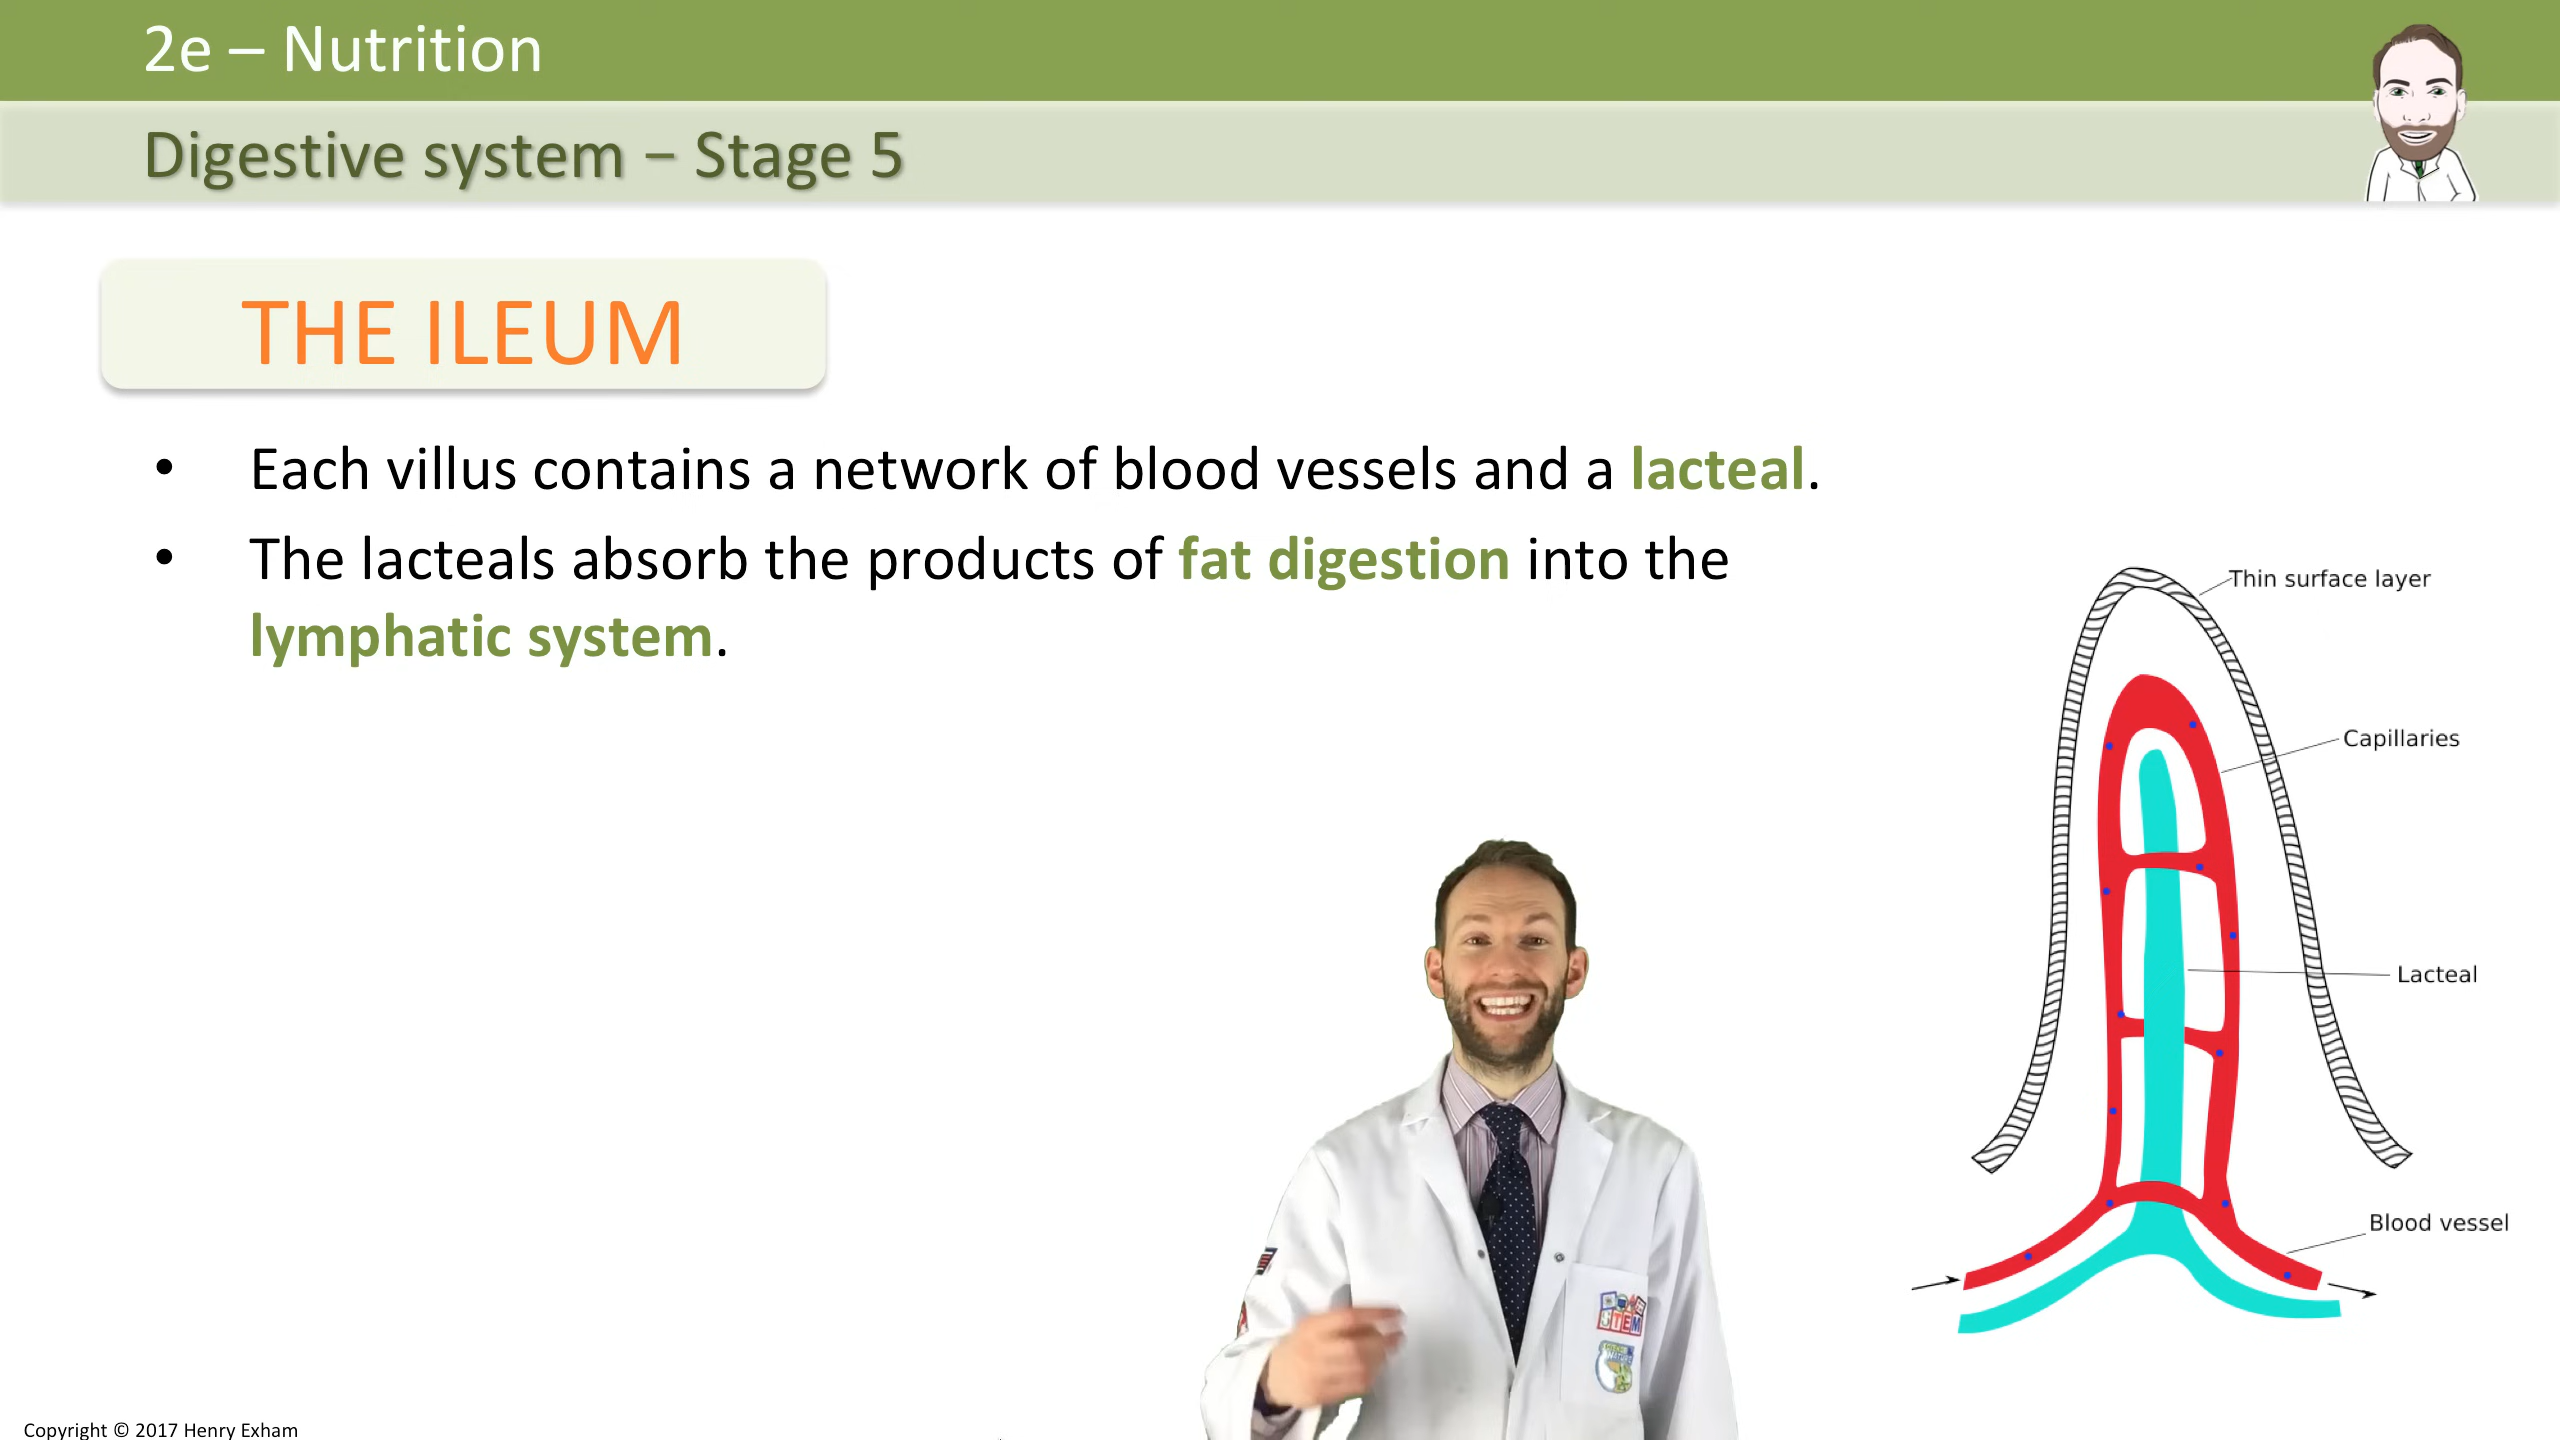 2e – Nutrition
Digestive system – Stage 5
THE ILEUM
• Each villus contains a network of blood vessels and a lacteal.
• The lacteals absorb the products of fat digestion into the
lymphatic system.
Thin surface layer
Capillaries
Lacteal
Blood vessel
STEM
Copyright © 2017 Henry Exham